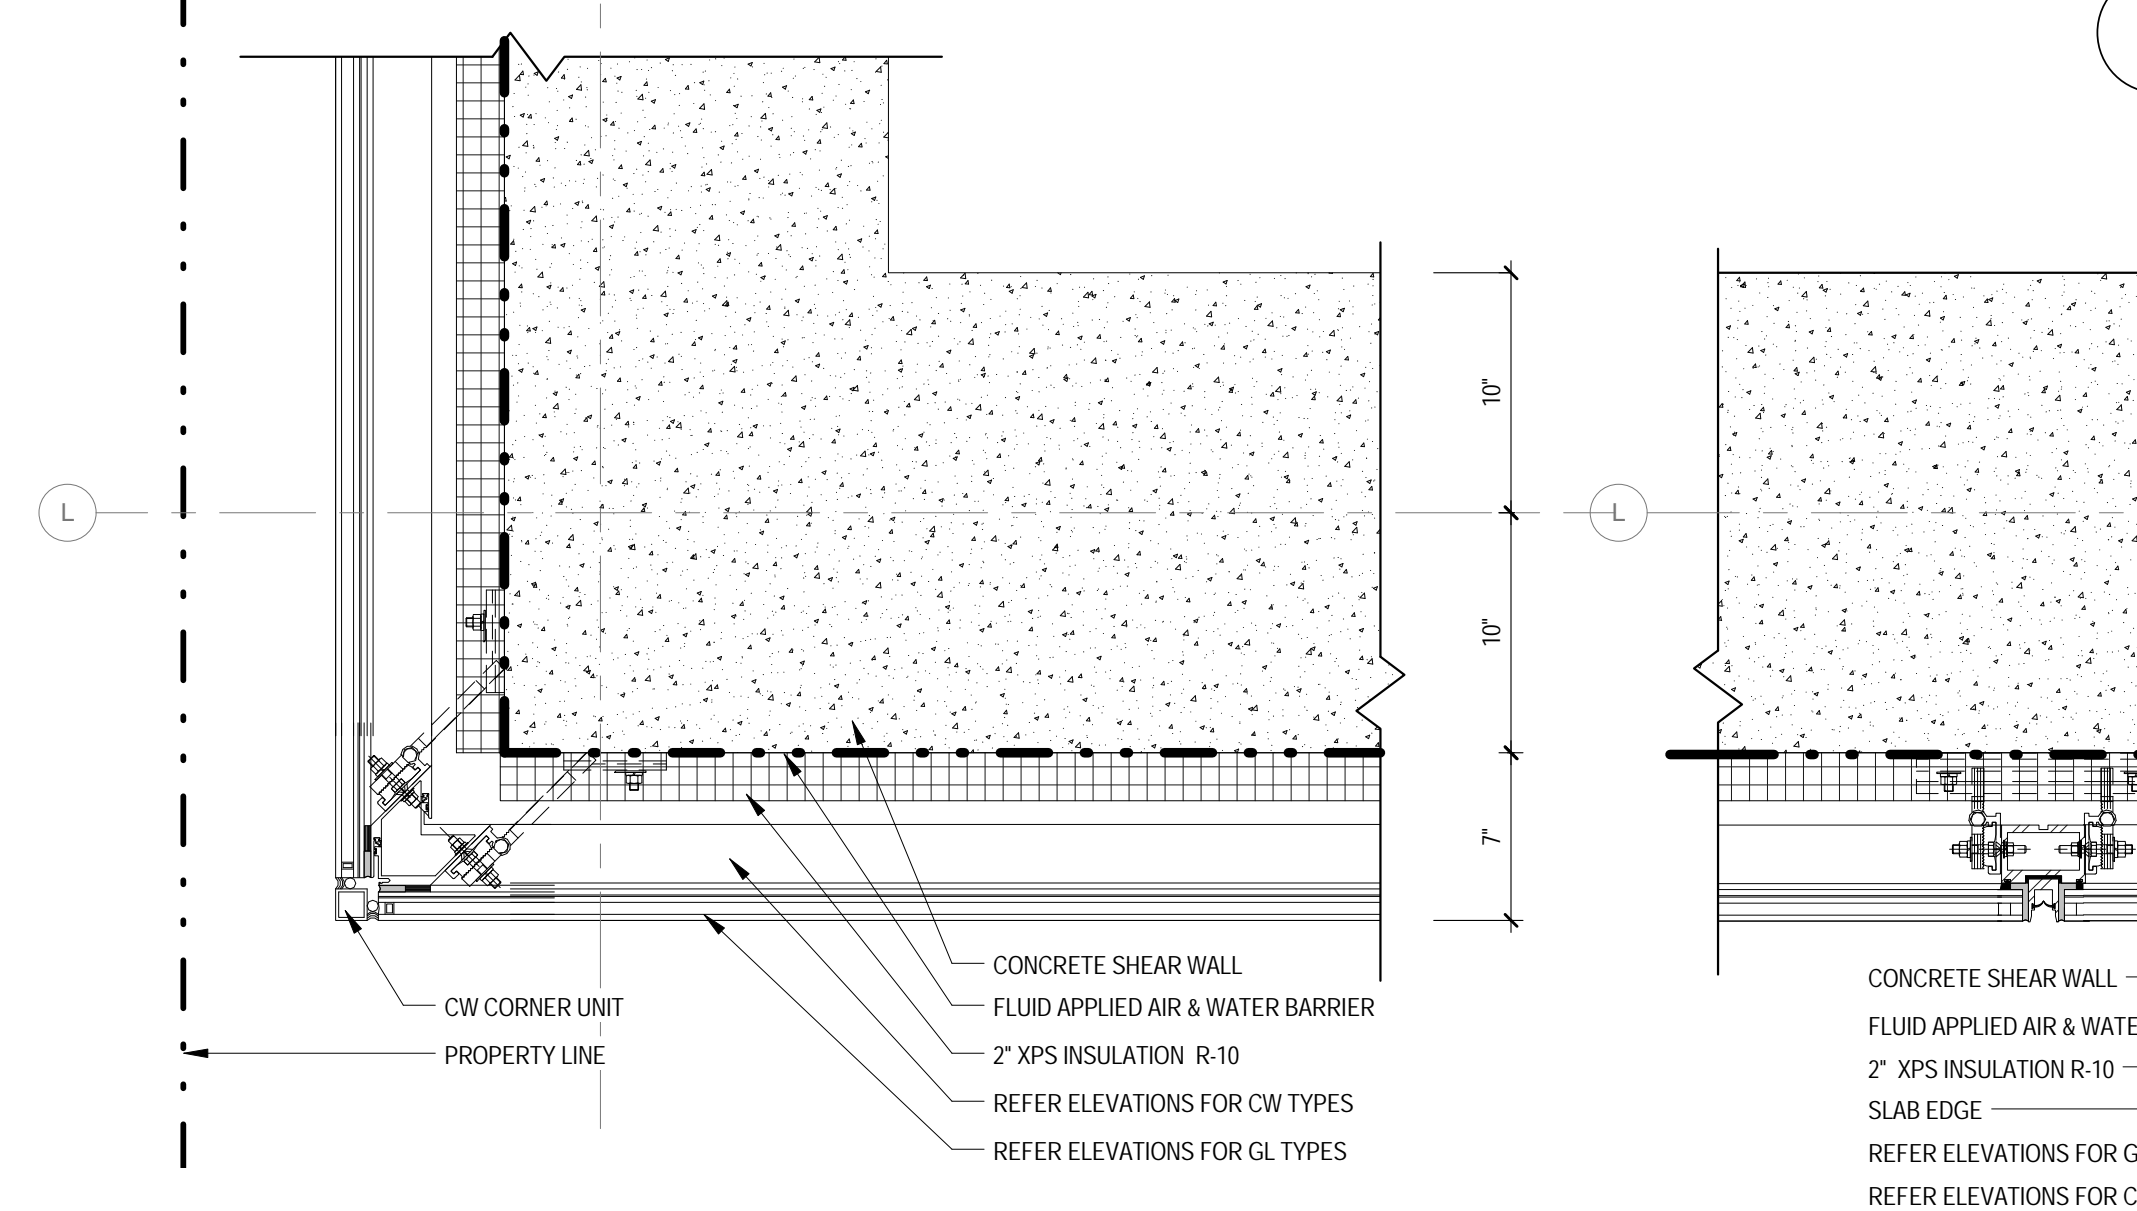 L
10"
10"
7"
L
CONCRETE SHEAR WALL
FLUID APPLIED AIR & WATER BARRIER
2" XPS INSULATION R-10
REFER ELEVATIONS FOR CW TYPES
REFER ELEVATIONS FOR GL TYPES
CW CORNER UNIT
PROPERTY LINE
CONCRETE SHEAR WALL
FLUID APPLIED AIR &
2" XPS INSULATION R-10
SLAB EDGE
REFER ELEVATIONS FOR
REFER ELEVATIONS FOR